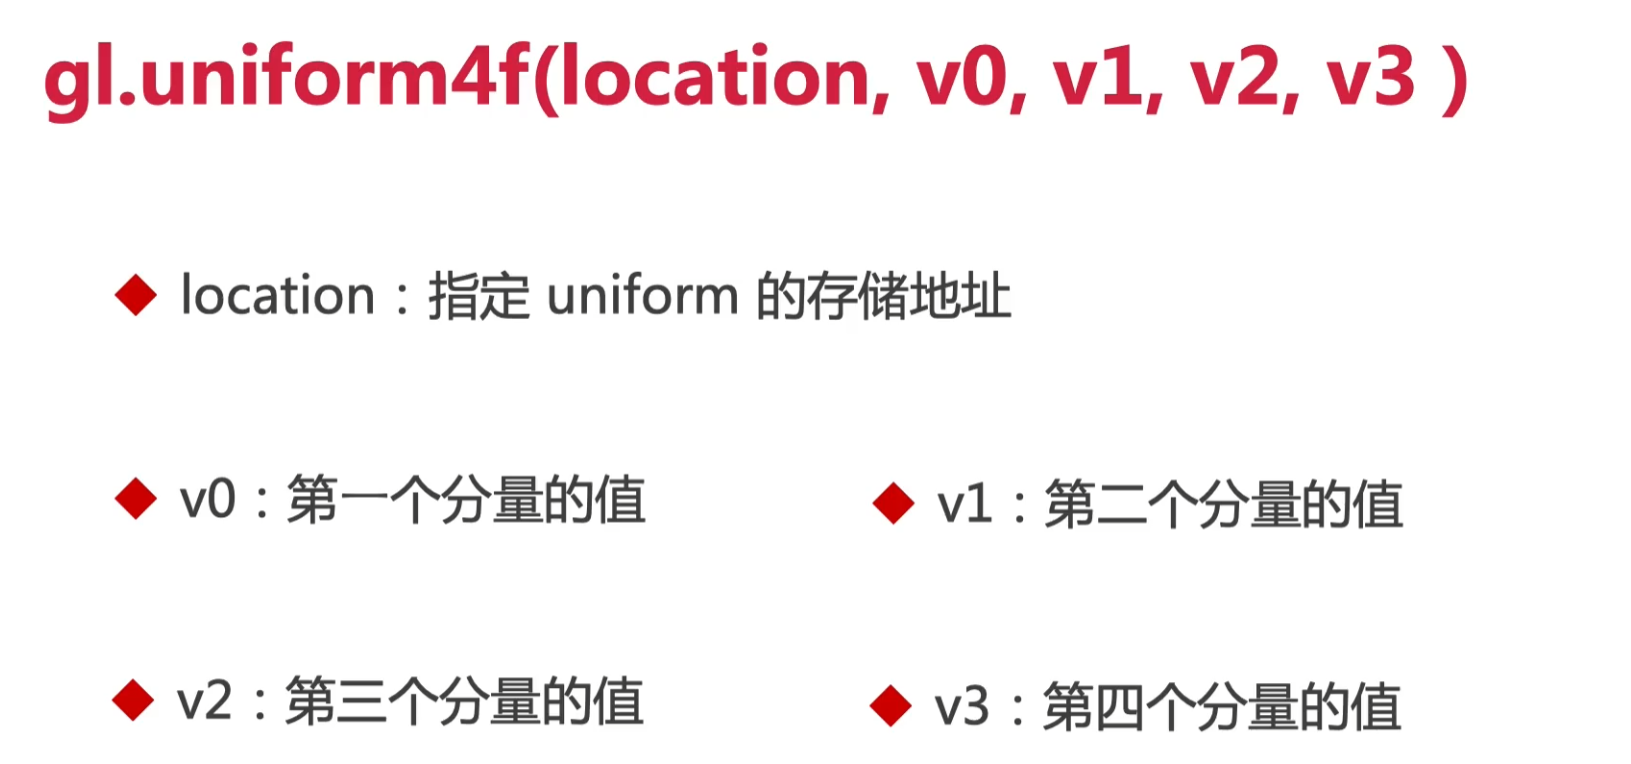 gl.uniform4f(location, v0, v1, v2, v3 )
location：指定 uniform 的存储地址
v0：第一个分量的值
v1：第二个分量的值
v2：第三个分量的值
v3：第四个分量的值